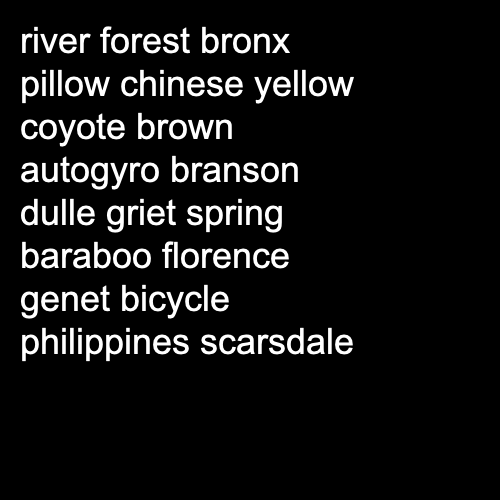 river forest bronx
pillow chinese yellow
coyote brown
autogyro branson
dulle griet spring
baraboo florence
genet bicycle
philippines scarsdale